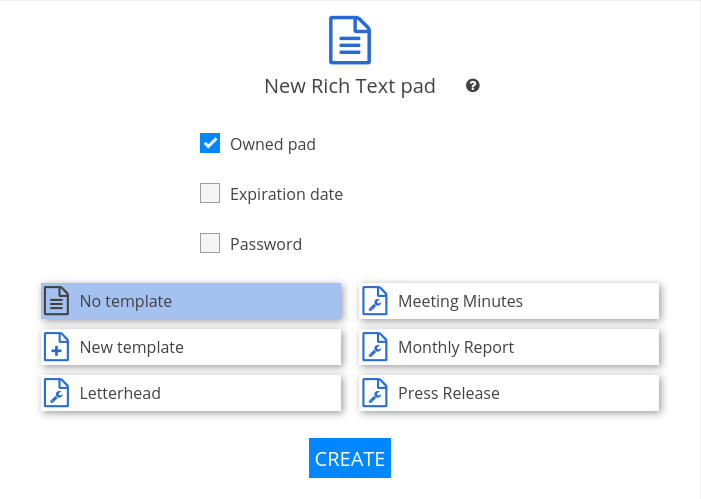 New Rich Text pad
Owned pad
Expiration date
Password
No template
Meeting Minutes
New template
Monthly Report
Letterhead
Press Release
CREATE